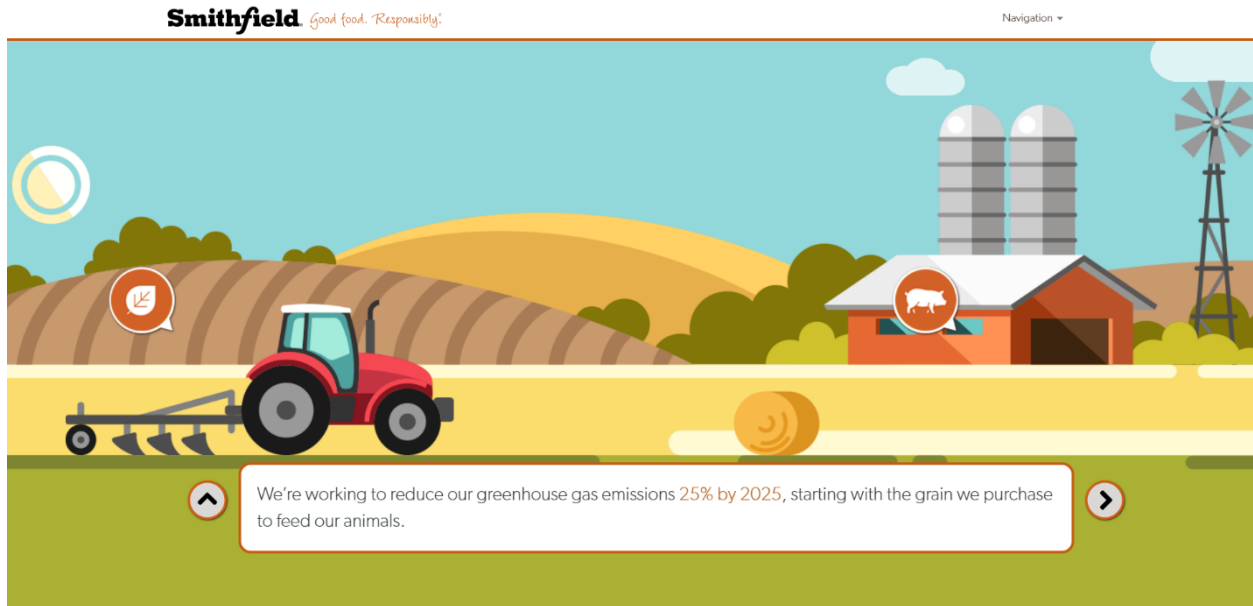 Smithfield. Good food. Responsibly.®
Navigation
We're working to reduce our greenhouse gas emissions 25% by 2025, starting with the grain we purchase
to feed our animals.